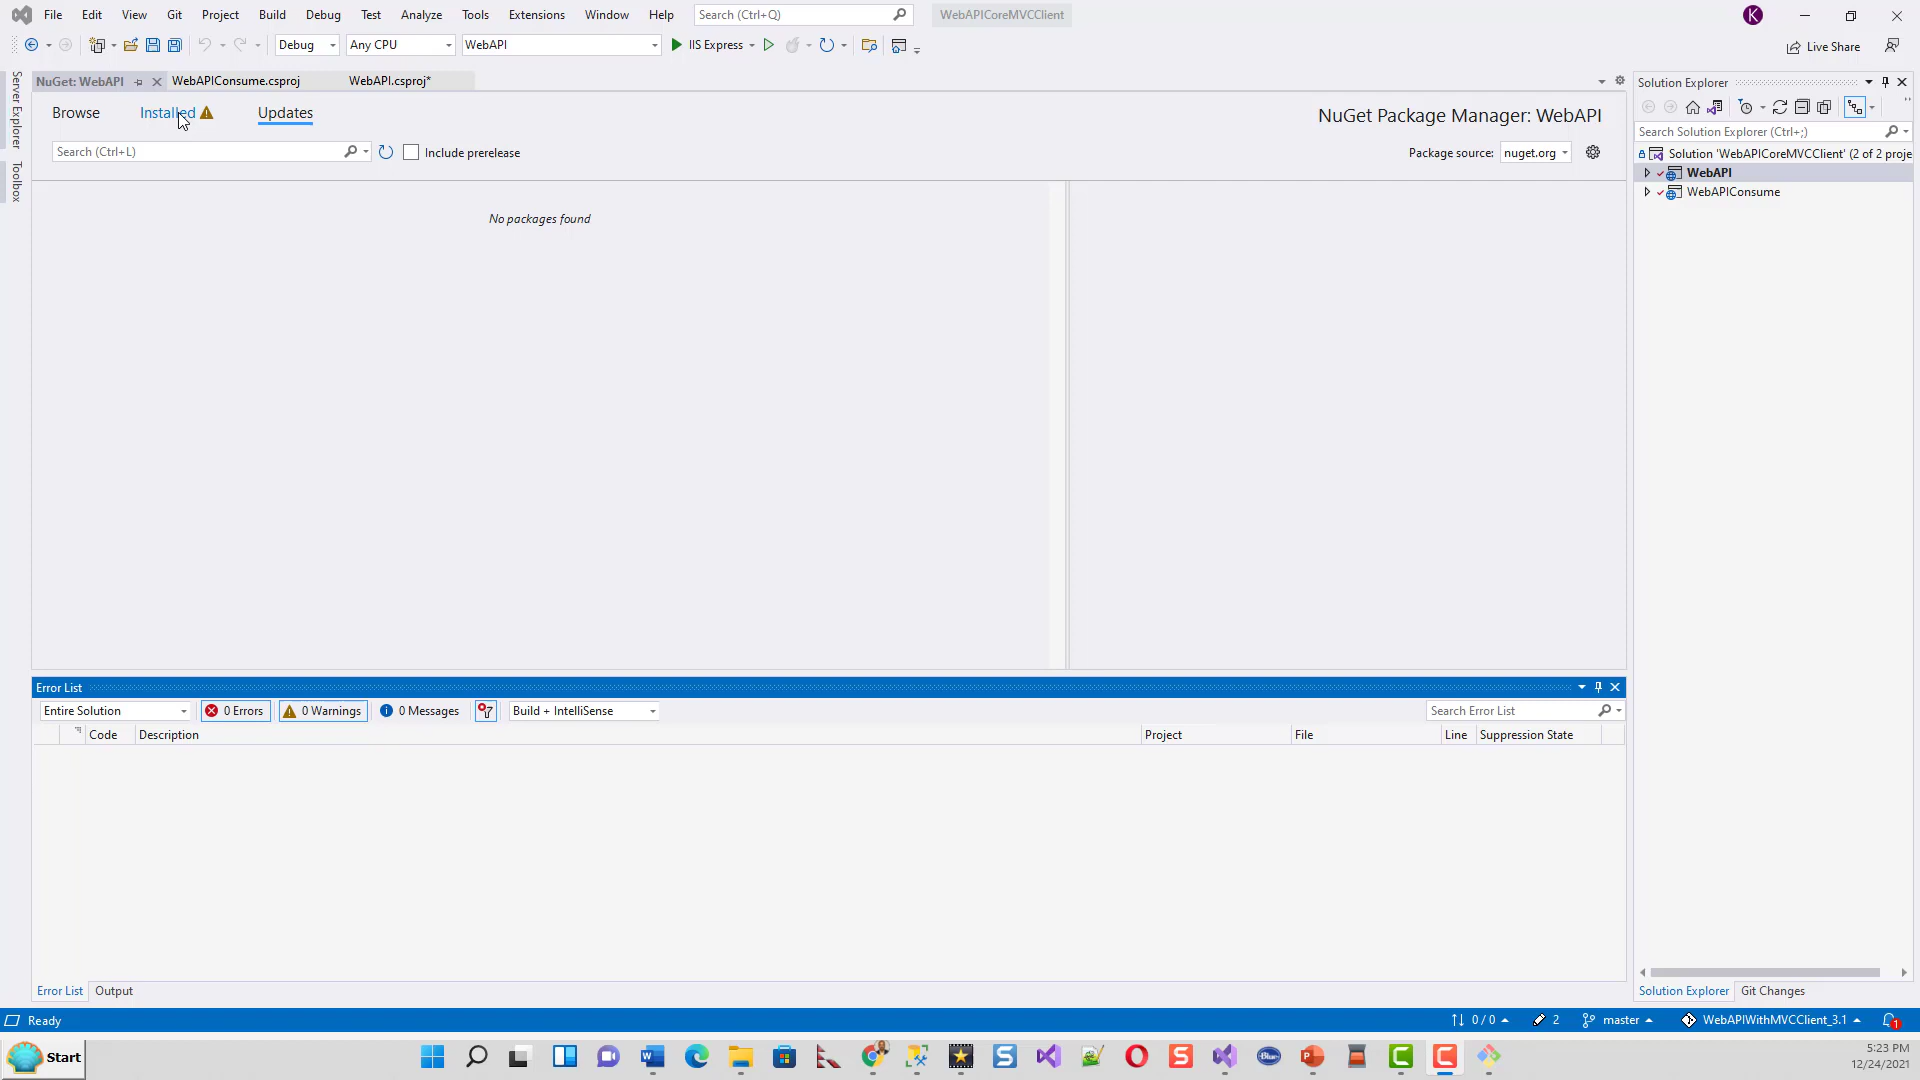 File Edit View Git Project Build Debug Test Analyze Tools Extensions Window Help Search (Ctrl+Q) WebAPICoreMVCClient K
Debug Any CPU WebAPI IIS Express Live Share
Server Explorer
Toolbox
NuGet: WebAPI WebAPIConsume.csproj WebAPI.csproj*
Browse Installed Updates NuGet Package Manager: WebAPI
Search (Ctrl+L) Include prerelease Package source: nuget.org
No packages found
Solution Explorer
Search Solution Explorer (Ctrl+;)
Solution 'WebAPICoreMVCClient' (2 of 2 proje
WebAPI
WebAPIConsume
Error List
Entire Solution 0 Errors 0 Warnings 0 Messages Build + IntelliSense Search Error List
Code Description Project File Line Suppression State
Error List Output
Solution Explorer Git Changes
Ready 0 / 0 2 master WebAPIWithMVCClient_3.1 1
Start
5:23 PM
12/24/2021